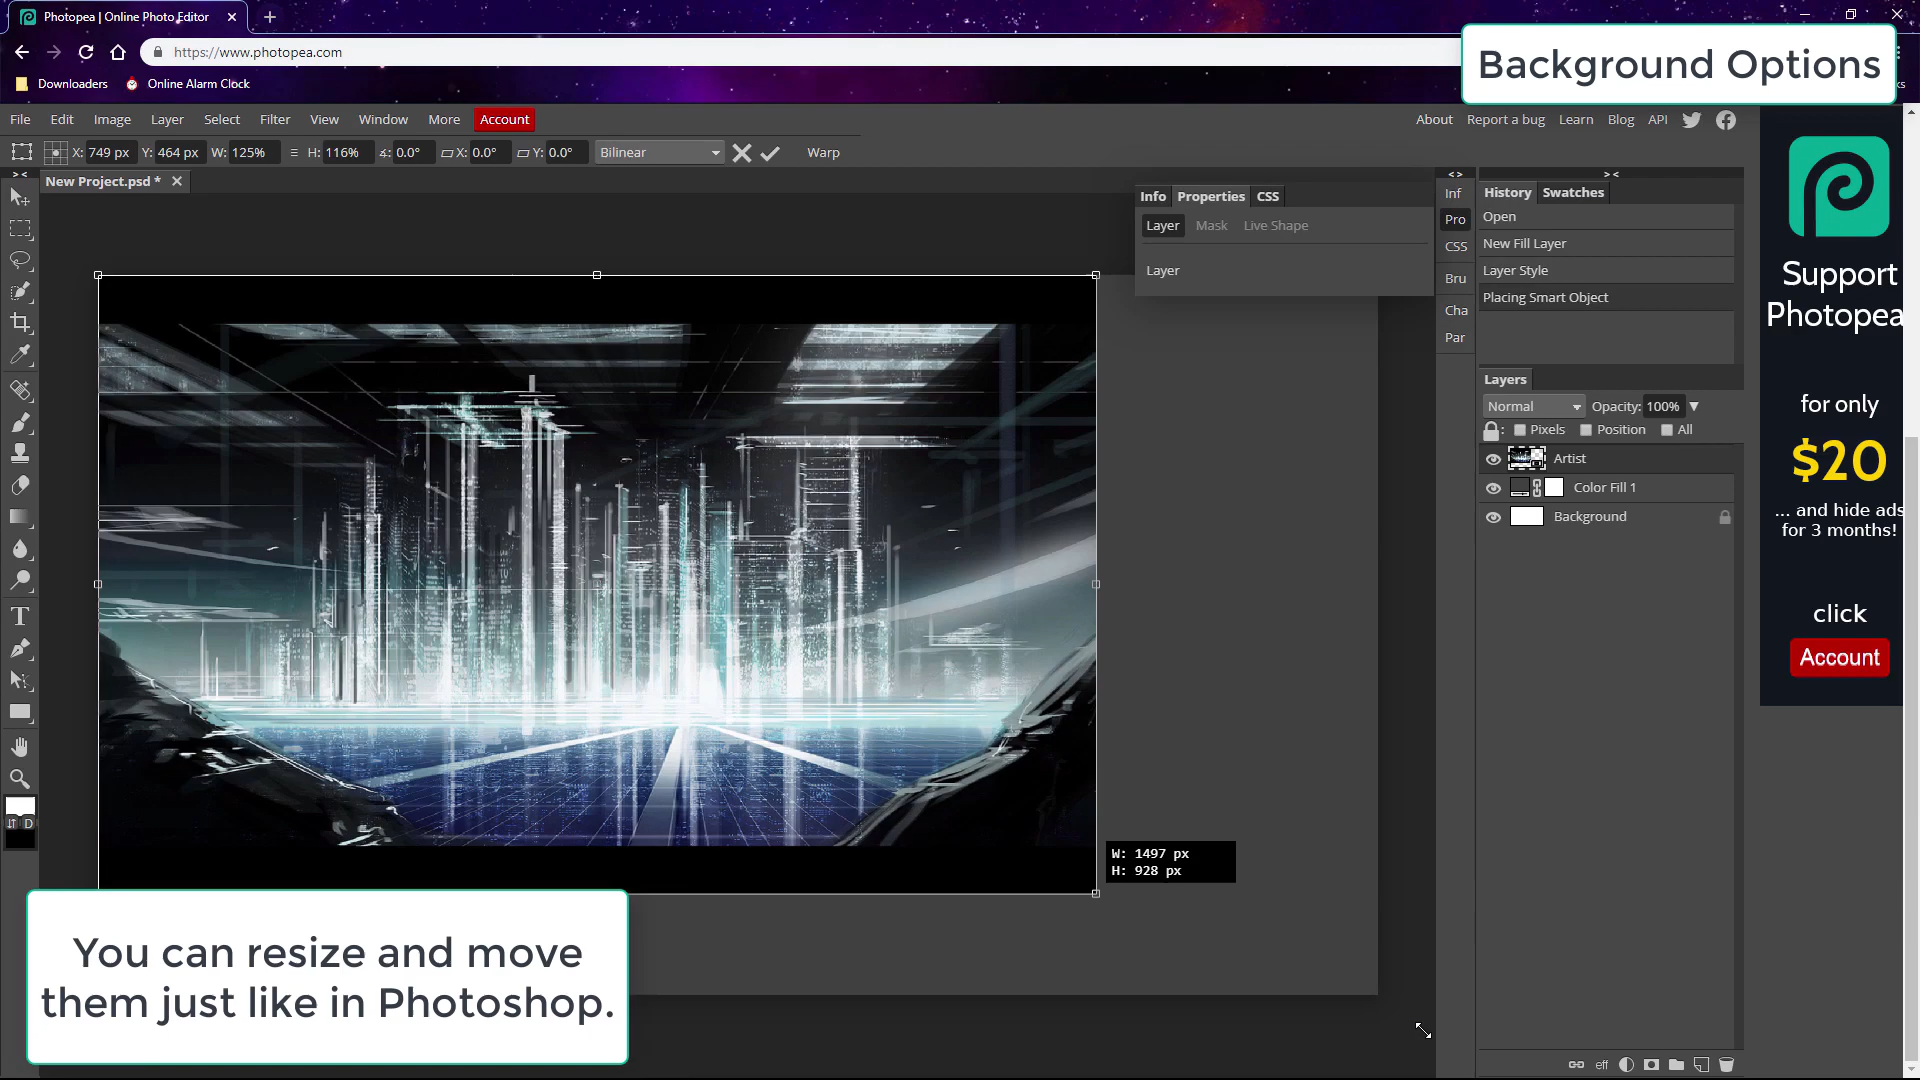 Photopea | Online Photo Editor
https://www.photopea.com
Downloaders
Online Alarm Clock
Background Options
File Edit Image Layer Select Filter View Window More Account
About Report a bug Learn Blog API
X: 749 px Y: 464 px W: 125% H: 116% 0.0° X: 0.0° Y: 0.0° Bilinear Warp
New Project.psd *
Info Properties CSS
Layer Mask Live Shape
Layer
Inf
Pro
CSS
Bru
Cha
Par
History Swatches
Open
New Fill Layer
Layer Style
Placing Smart Object
Layers
Normal Opacity: 100%
Pixels Position All
Artist
Color Fill 1
Background
eff
Support
Photopea
for only
$20
... and hide ads
for 3 months!
click
Account
T
D
W: 1497 px
H: 928 px
You can resize and move
them just like in Photoshop.